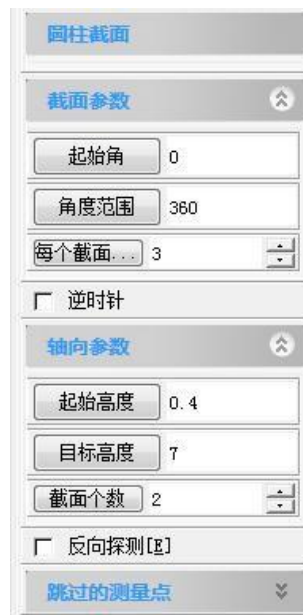 圆柱截面
截面参数
起始角 0
角度范围 360
每个截面... 3
逆时针
轴向参数
起始高度 0.4
目标高度 7
截面个数 2
反向探测[E]
跳过的测量点